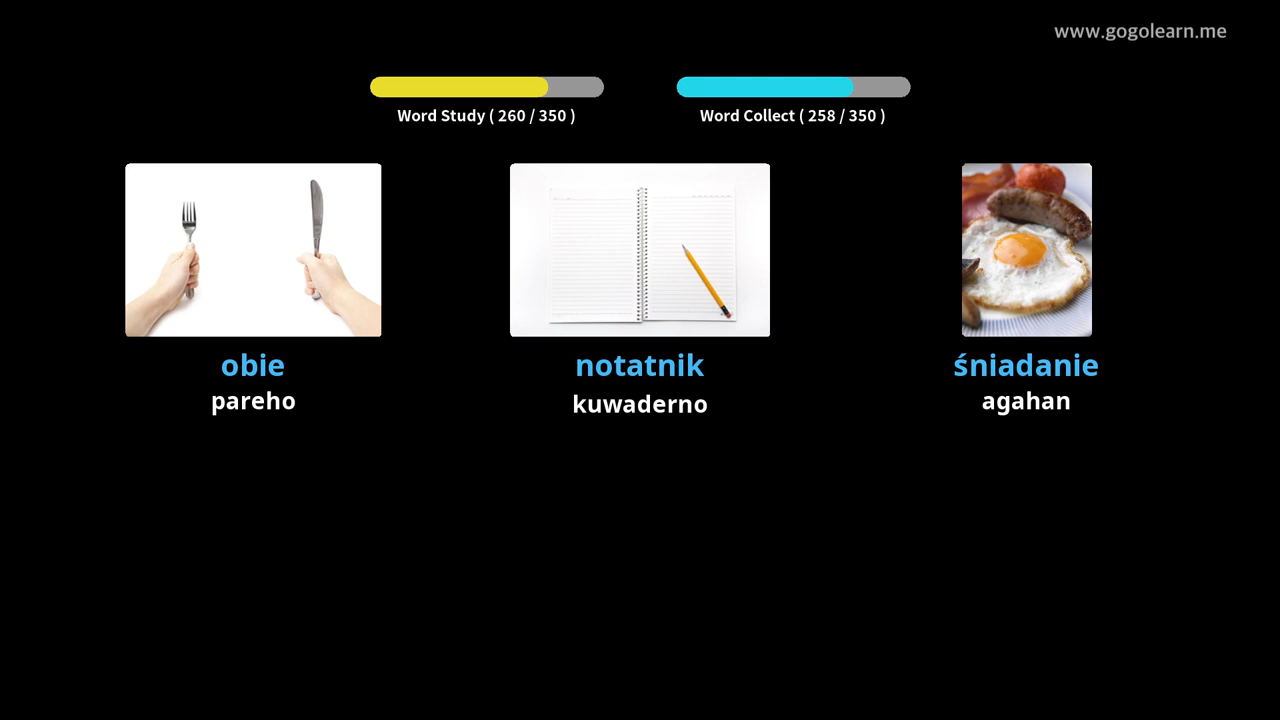 www.gogolearn.me
Word Study ( 260 / 350 )
Word Collect ( 258 / 350 )
obie
pareho
notatnik
kuwaderno
śniadanie
agahan